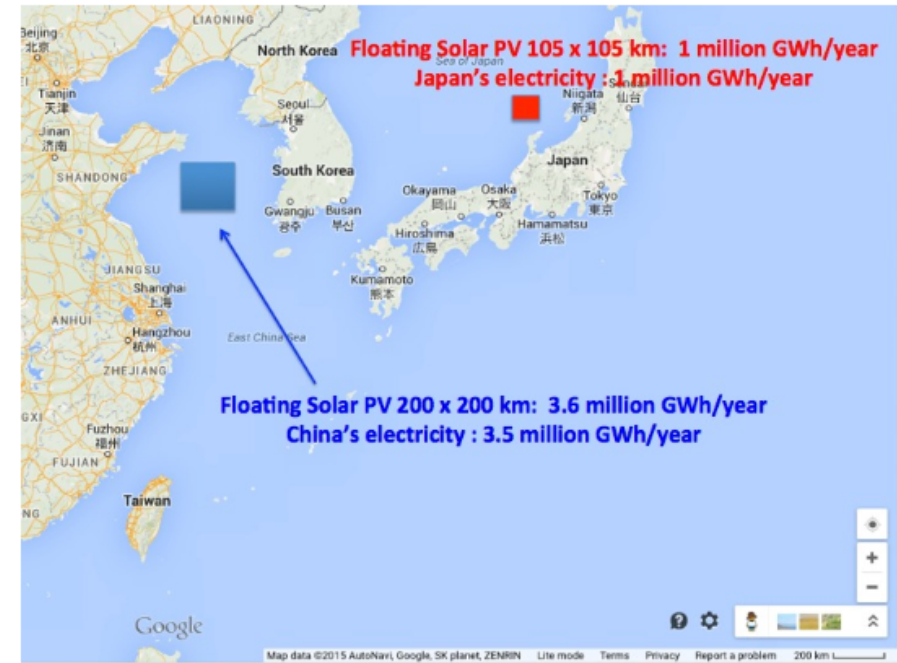 LIAONING
Beijing
北京
North Korea
Floating Solar PV 105 x 105 km: 1 million GWh/year
Sea of Japan
Japan's electricity : 1 million GWh/year
Tianjin
天津
Seoul
서울
Niigata
新潟
仙台
Jinan
济南
SHANDONG
South Korea
Japan
Gwangju
광주
Busan
부산
Okayama
岡山
Osaka
大阪
Tokyo
東京
Hiroshima
広島
Hamamatsu
浜松
Kumamoto
熊本
JIANGSU
Shanghai
上海
ANHUI
Hangzhou
杭州
East China Sea
ZHEJIANG
Floating Solar PV 200 x 200 km: 3.6 million GWh/year
China's electricity : 3.5 million GWh/year
GXI
Fuzhou
福州
FUJIAN
Taiwan
NG
Google
Map data ©2015 AutoNavi, Google, SK planet, ZENRIN Lite mode Terms Privacy Report a problem 200 km